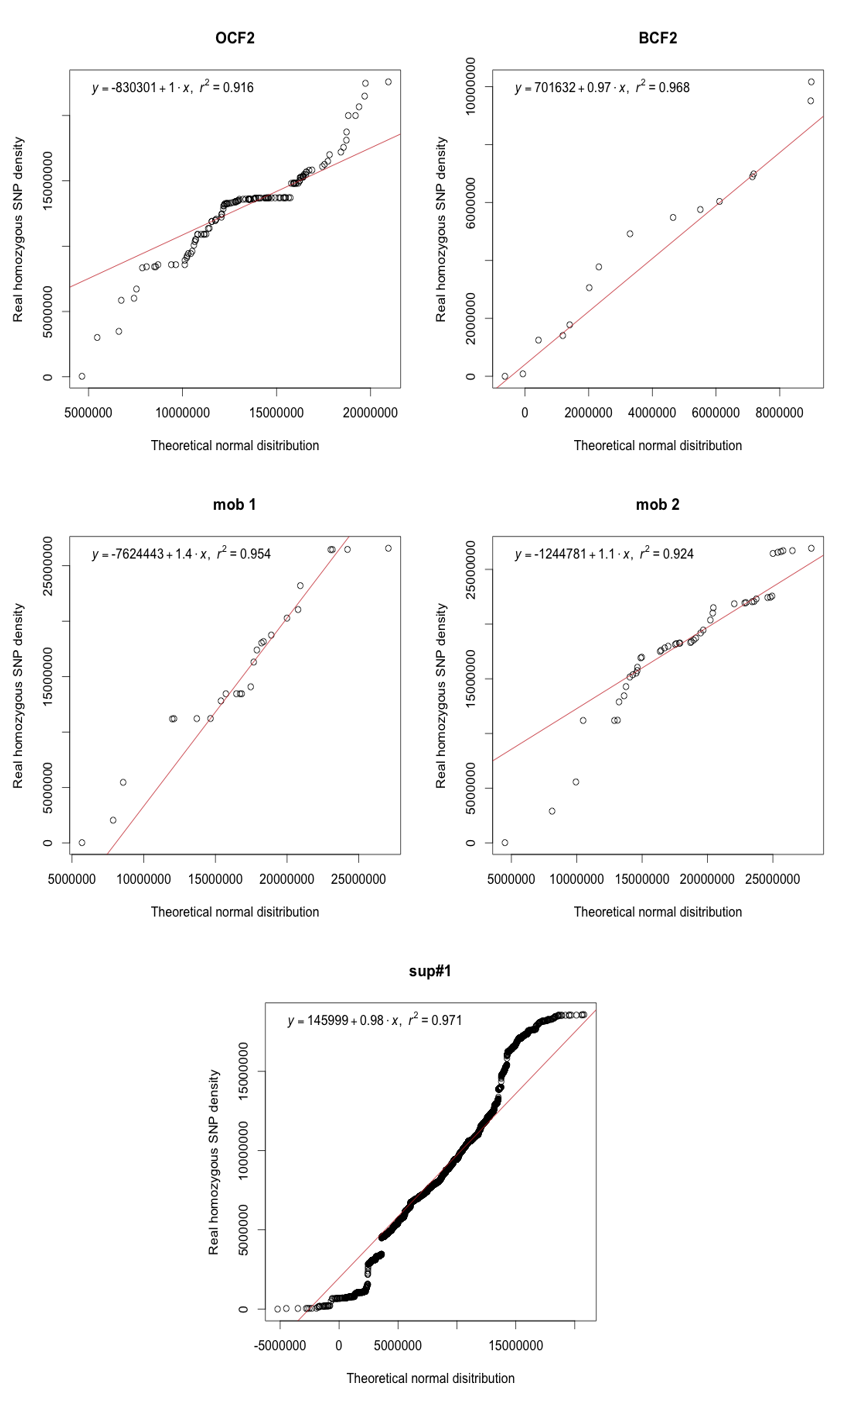 OCF2
y = -830301 + 1 · x, r² = 0.916
Real homozygous SNP density
0 5000000 15000000
5000000 10000000 15000000 20000000
Theoretical normal disitribution
BCF2
y = 701632 + 0.97 · x, r² = 0.968
Real homozygous SNP density
0 2000000 6000000 10000000
0 2000000 4000000 6000000 8000000
Theoretical normal disitribution
mob 1
y = -7624443 + 1.4 · x, r² = 0.954
Real homozygous SNP density
0 5000000 15000000 25000000
5000000 10000000 15000000 20000000 25000000
Theoretical normal disitribution
mob 2
y = -1244781 + 1.1 · x, r² = 0.924
Real homozygous SNP density
0 5000000 15000000 25000000
5000000 10000000 15000000 20000000 25000000
Theoretical normal disitribution
sup#1
y = 145999 + 0.98 · x, r² = 0.971
Real homozygous SNP density
0 5000000 10000000 15000000
-5000000 0 5000000 15000000
Theoretical normal disitribution